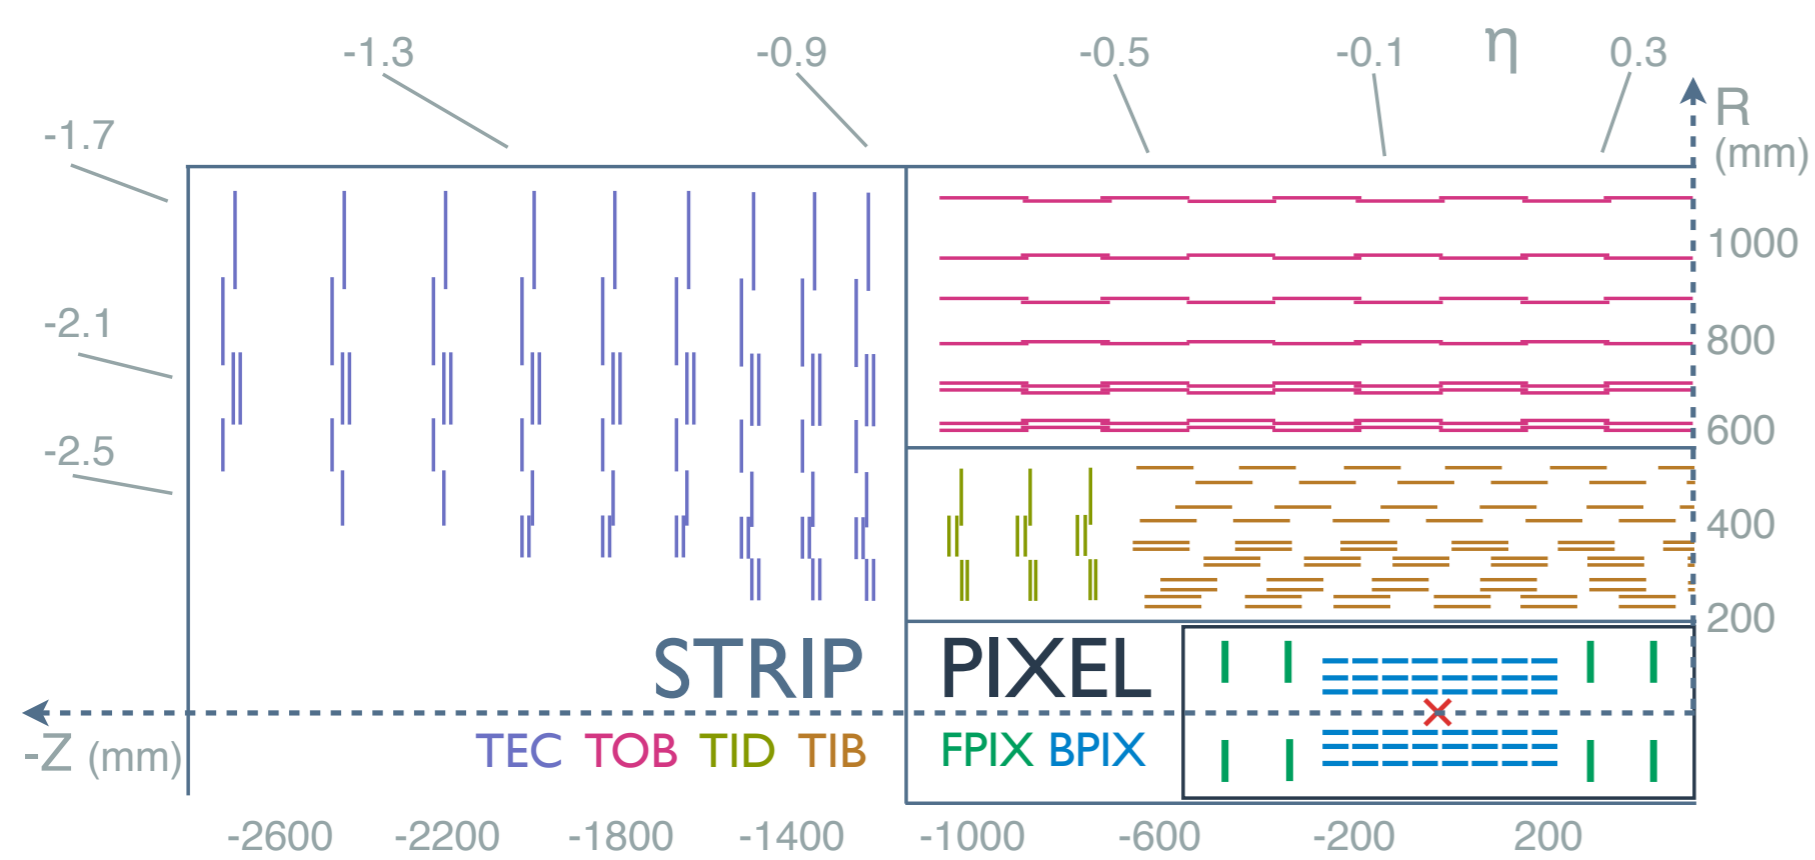 -1.3
-0.9
-0.5
-0.1
η
0.3
-1.7
R
(mm)
1000
-2.1
800
-2.5
600
400
200
STRIP
PIXEL
-Z (mm)
TEC TOB TID TIB
FPIX BPIX
-2600 -2200 -1800 -1400 -1000 -600 -200 200